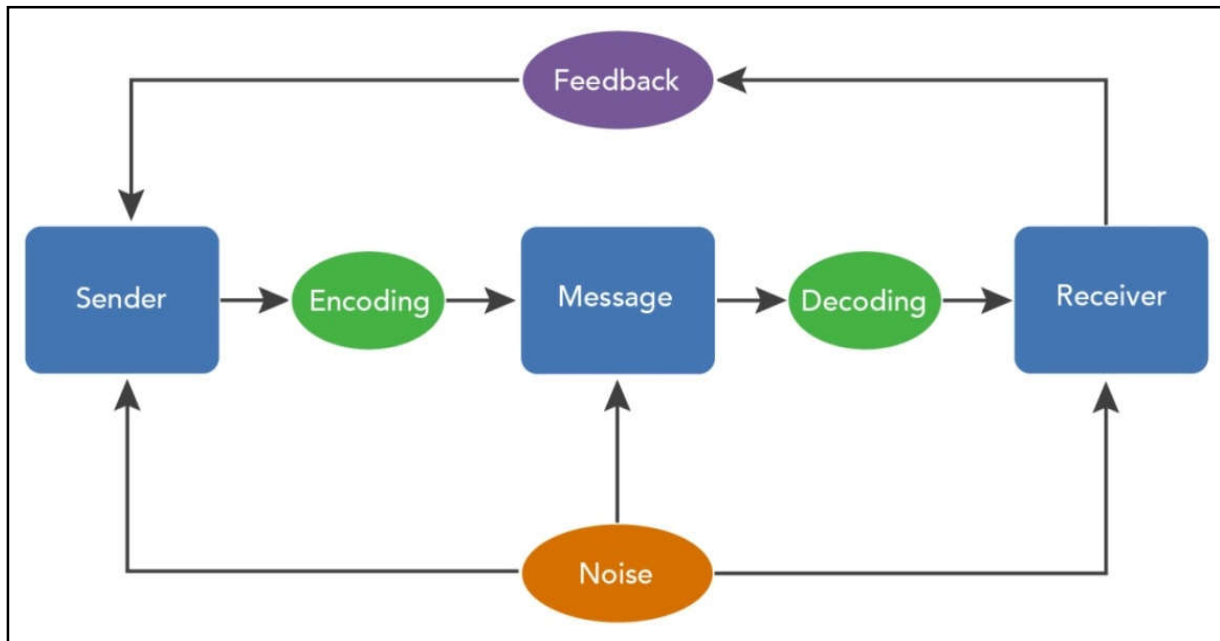 Feedback
Sender
Encoding
Message
Decoding
Receiver
Noise